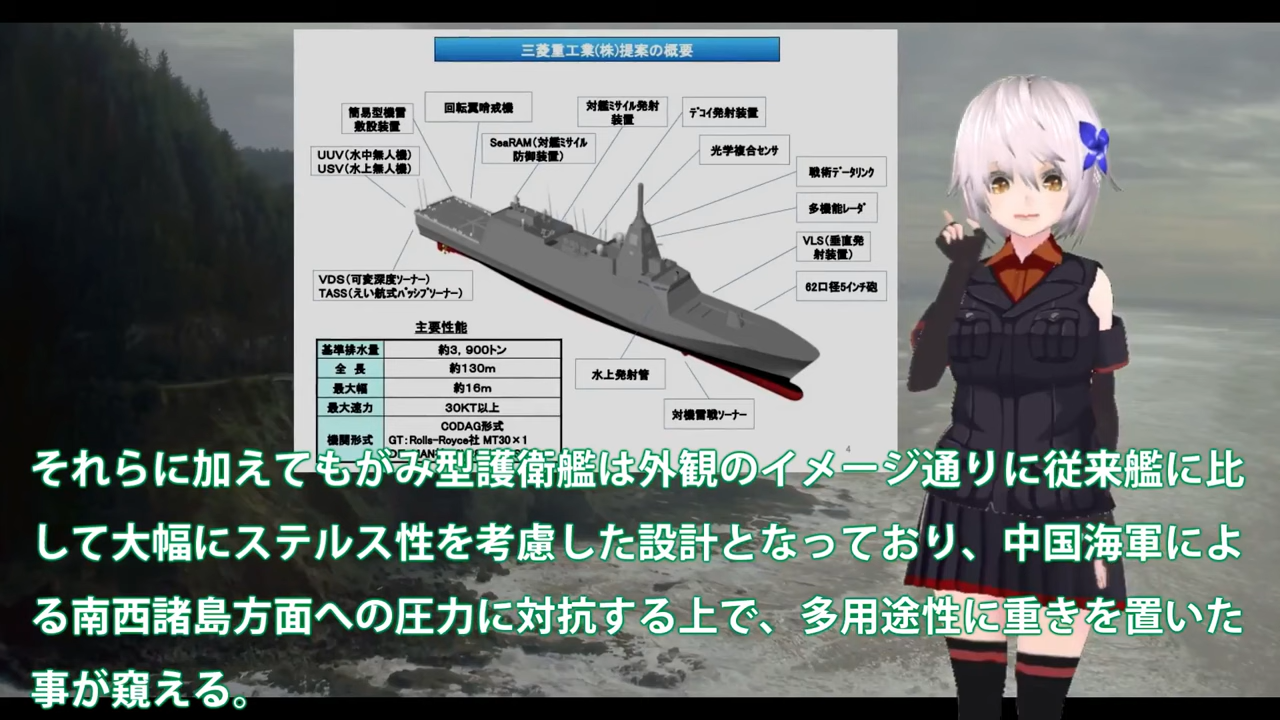 三菱重工業(株)提案の概要
簡易型機雷
敷設装置
回転翼哨戒機
対艦ミサイル発射
装置
デコイ発射装置
SeaRAM(対艦ミサイル
防御装置)
光学複合センサ
UUV(水中無人機)
USV(水上無人機)
戦術データリンク
多機能レーダ
VLS(垂直発
射装置)
62口径5インチ砲
VDS(可変深度ソーナー)
TASS(えい航式パッシブソーナー)
水上発射管
対機雷戦ソーナー
主要性能
基準排水量 約3,900トン
全 長 約130m
最大幅 約16m
最大速力 30KT以上
機関形式 CODAG形式
GT:Rolls-Royce社 MT30×1
4
それらに加えてもがみ型護衛艦は外観のイメージ通りに従来艦に比
して大幅にステルス性を考慮した設計となっており、中国海軍によ
る南西諸島方面への圧力に対抗する上で、多用途性に重きを置いた
事が窺える。